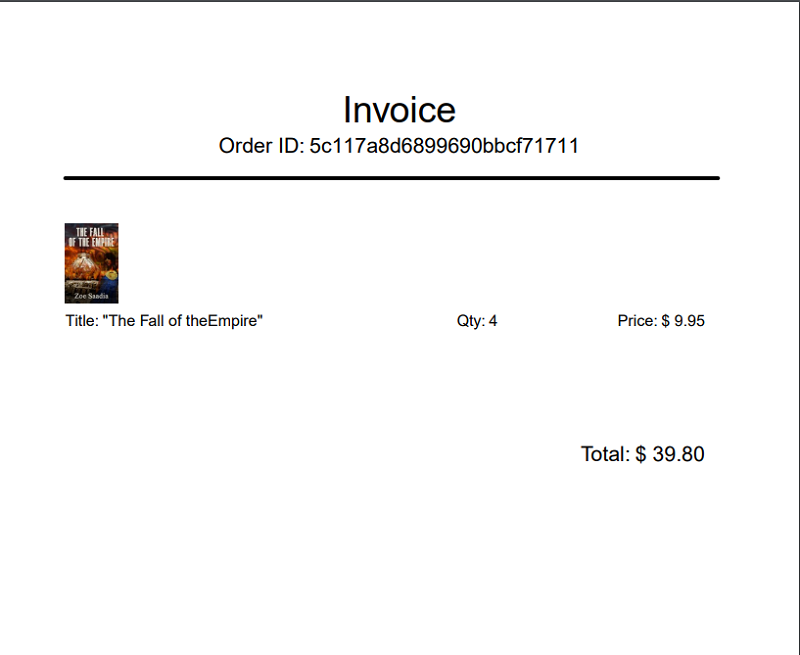 Invoice
Order ID: 5c117a8d6899690bbcf71711
THE FALL
OF THE EMPIRE
Zoe Saadia
Title: "The Fall of theEmpire" Qty: 4 Price: $ 9.95
Total: $ 39.80